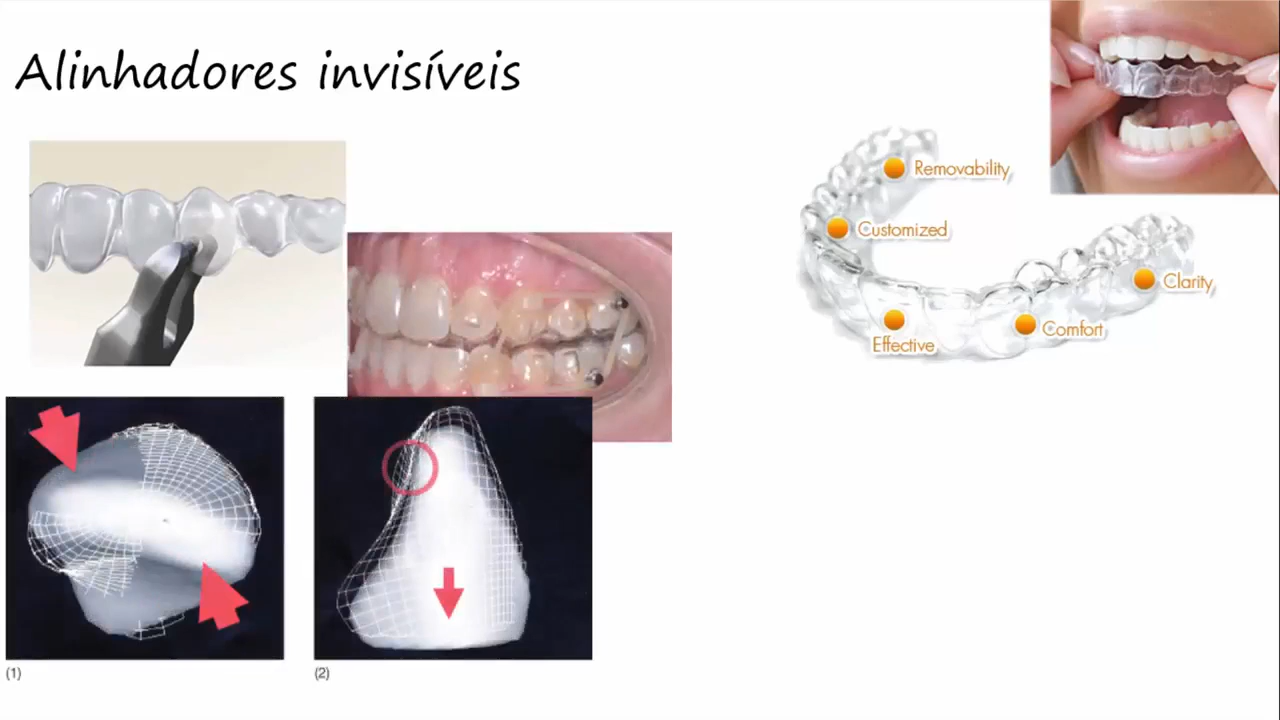 Alinhadores invisíveis
Removability
Customized
Clarity
Comfort
Effective
(1)
(2)